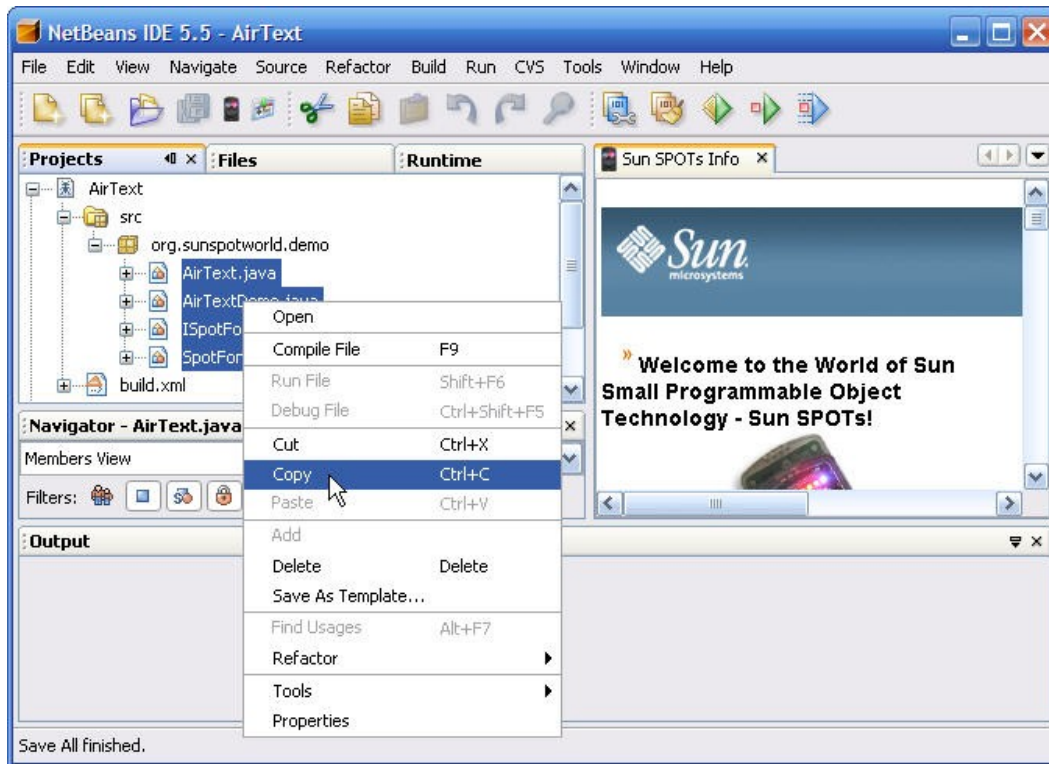 NetBeans IDE 5.5 - AirText
File Edit View Navigate Source Refactor Build Run CVS Tools Window Help
Projects Files Runtime
Sun SPOTs Info
AirText
src
org.sunspotworld.demo
AirText.java
AirTextDemo.java
ISpotFo
SpotFon
build.xml
Sun
microsystems
» Welcome to the World of Sun
Small Programmable Object
Technology - Sun SPOTs!
Open
Compile File F9
Run File Shift+F6
Debug File Ctrl+Shift+F5
Cut Ctrl+X
Copy Ctrl+C
Paste Ctrl+V
Add
Delete Delete
Save As Template...
Find Usages Alt+F7
Refactor
Tools
Properties
Navigator - AirText.java
Members View
Filters:
Output
Save All finished.